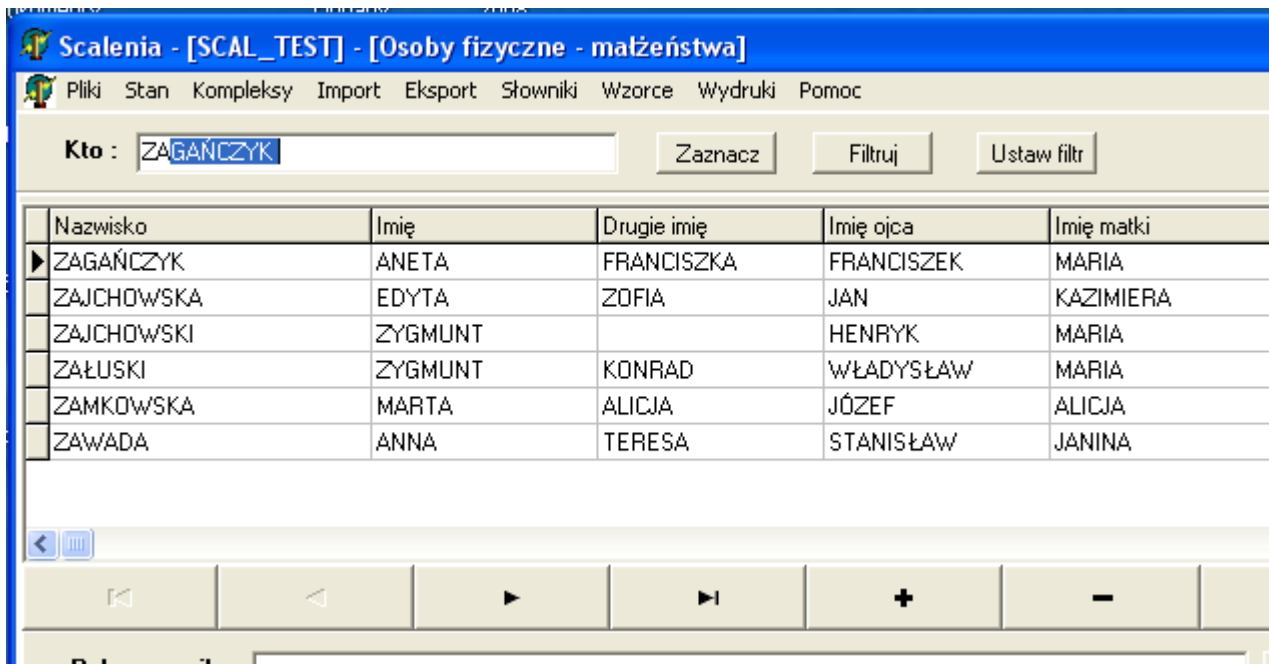 Scalenia - [SCAL_TEST] - [Osoby fizyczne - małżeństwa]
Pliki Stan Kompleksy Import Eksport Słowniki Wzorce Wydruki Pomoc
Kto : ZAGAŃCZYK Zaznacz Filtruj Ustaw filtr
Nazwisko Imię Drugie imię Imię ojca Imię matki
ZAGAŃCZYK ANETA FRANCISZKA FRANCISZEK MARIA
ZAJCHOWSKA EDYTA ZOFIA JAN KAZIMIERA
ZAJCHOWSKI ZYGMUNT HENRYK MARIA
ZAŁUSKI ZYGMUNT KONRAD WŁADYSŁAW MARIA
ZAMKOWSKA MARTA ALICJA JÓZEF ALICJA
ZAWADA ANNA TERESA STANISŁAW JANINA